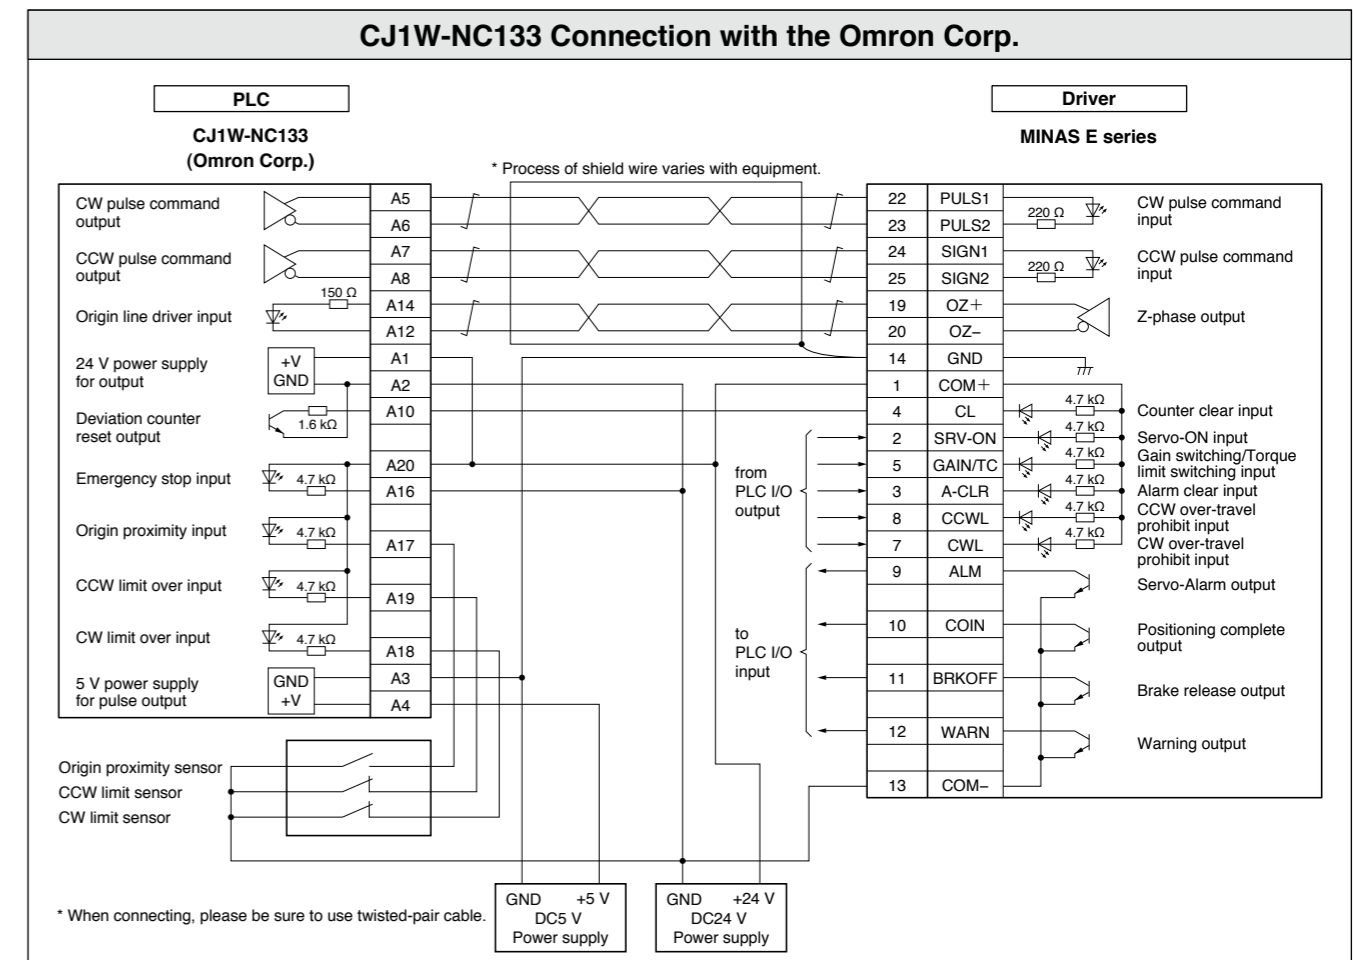 CJ1W-NC133 Connection with the Omron Corp.
PLC
Driver
CJ1W-NC133
(Omron Corp.)
MINAS E series
* Process of shield wire varies with equipment.
CW pulse command
output
A5
A6
22 PULS1
23 PULS2
220 Ω
CW pulse command
input
CCW pulse command
output
A7
A8
24 SIGN1
25 SIGN2
220 Ω
CCW pulse command
input
Origin line driver input
150 Ω
A14
A12
19 OZ+
20 OZ−
Z-phase output
24 V power supply
for output
+V
GND
A1
A2
14 GND
1 COM+
Deviation counter
reset output
1.6 kΩ
A10
4 CL
4.7 kΩ
Counter clear input
2 SRV-ON
4.7 kΩ
Servo-ON input
Emergency stop input
4.7 kΩ
A20
A16
from
PLC I/O
output
5 GAIN/TC
4.7 kΩ
Gain switching/Torque
limit switching input
3 A-CLR
4.7 kΩ
Alarm clear input
Origin proximity input
4.7 kΩ
A17
8 CCWL
4.7 kΩ
CCW over-travel
prohibit input
7 CWL
4.7 kΩ
CW over-travel
prohibit input
CCW limit over input
4.7 kΩ
A19
9 ALM
Servo-Alarm output
CW limit over input
4.7 kΩ
A18
to
PLC I/O
input
10 COIN
Positioning complete
output
5 V power supply
for pulse output
GND
+V
A3
A4
11 BRKOFF
Brake release output
12 WARN
Warning output
13 COM−
Origin proximity sensor
CCW limit sensor
CW limit sensor
* When connecting, please be sure to use twisted-pair cable.
GND +5 V
DC5 V
Power supply
GND +24 V
DC24 V
Power supply